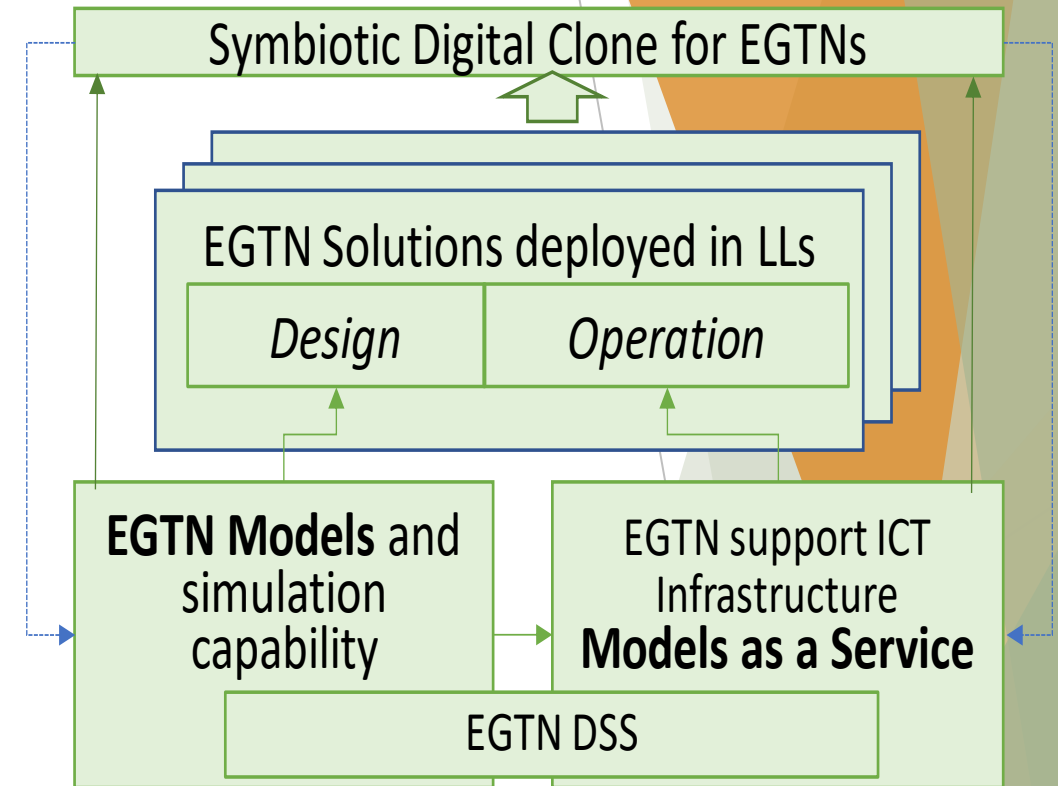 Symbiotic Digital Clone for EGTNs
EGTN Solutions deployed in LLs
Design
Operation
EGTN Models and
simulation
capability
EGTN support ICT
Infrastructure
Models as a Service
EGTN DSS